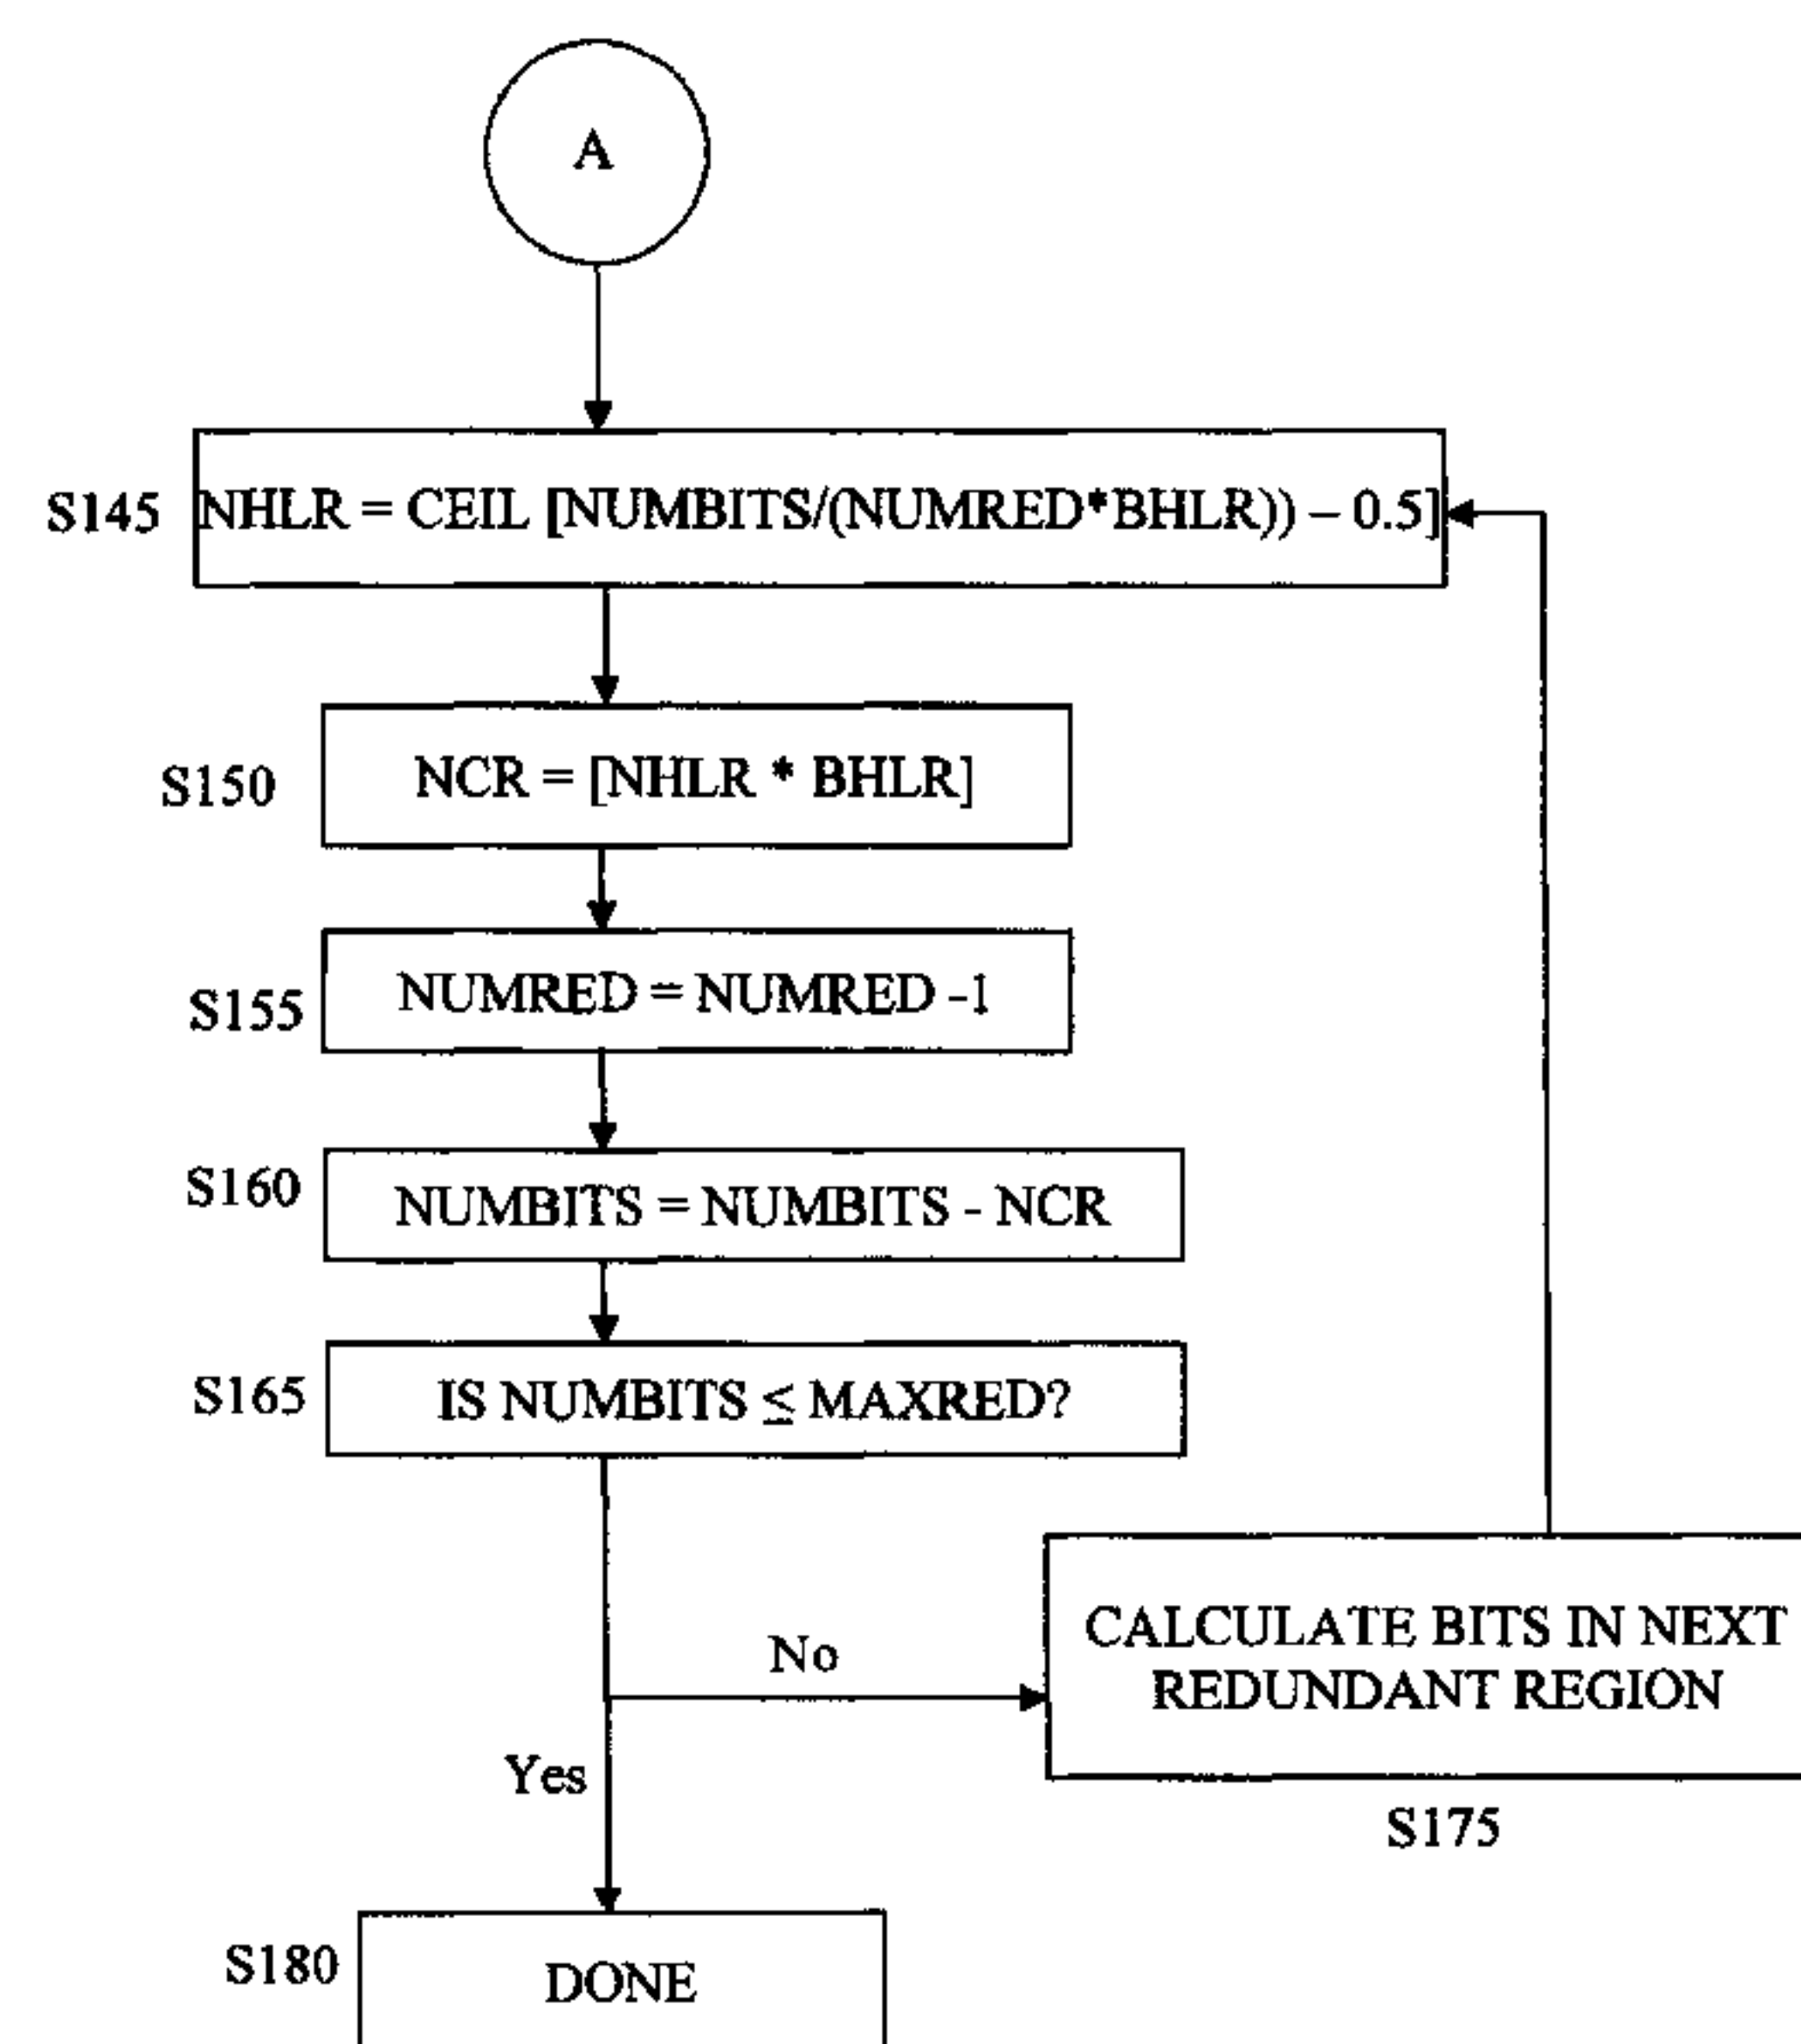 A
S145 NHLR = CEIL [NUMBITS/(NUMRED*BHLR)) – 0.5]
S150 NCR = [NHLR * BHLR]
S155 NUMRED = NUMRED -1
S160 NUMBITS = NUMBITS - NCR
S165 IS NUMBITS ≤ MAXRED?
No
CALCULATE BITS IN NEXT
REDUNDANT REGION
Yes
S175
S180 DONE